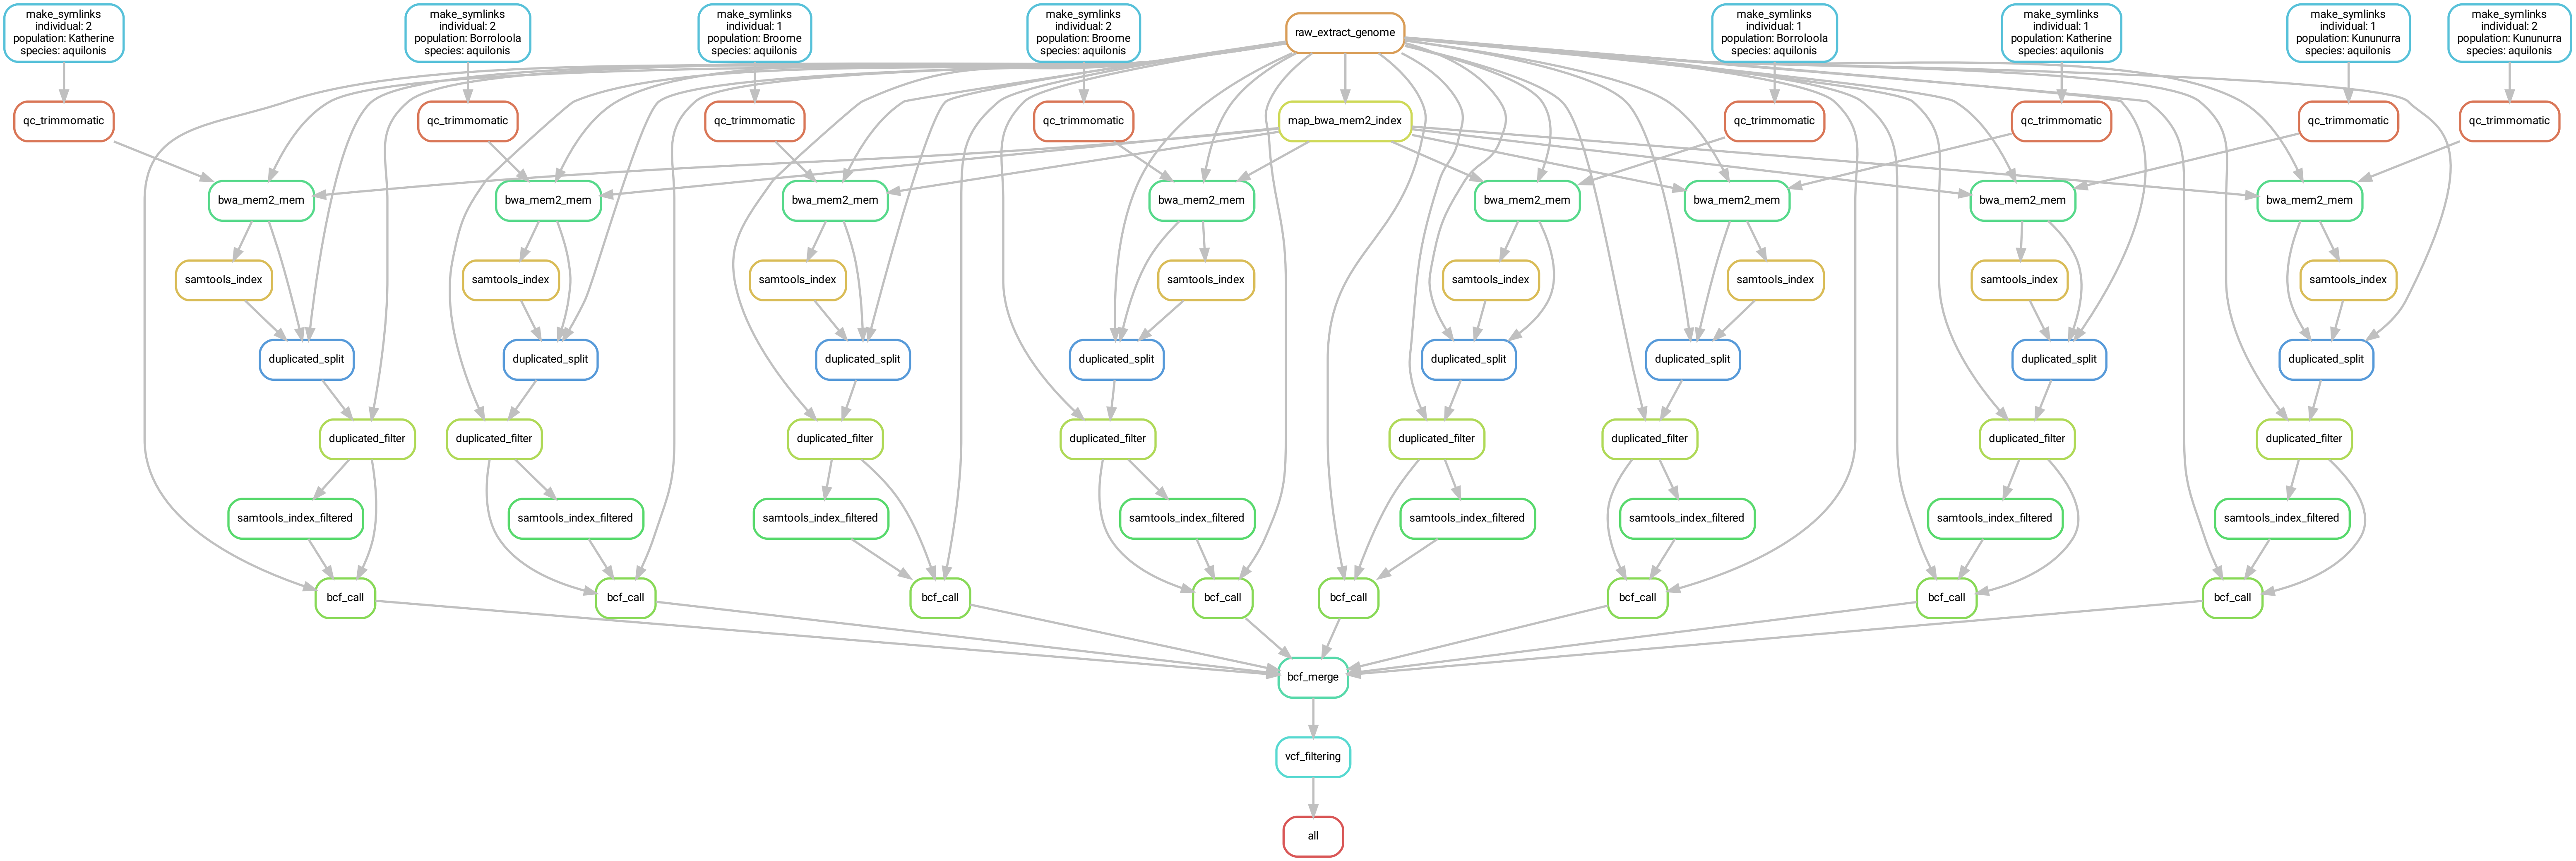 make_symlinks
individual: 2
population: Katherine
species: aquilonis
make_symlinks
individual: 2
population: Borroloola
species: aquilonis
make_symlinks
individual: 1
population: Broome
species: aquilonis
make_symlinks
individual: 2
population: Broome
species: aquilonis
raw_extract_genome
make_symlinks
individual: 1
population: Borroloola
species: aquilonis
make_symlinks
individual: 1
population: Katherine
species: aquilonis
make_symlinks
individual: 1
population: Kununurra
species: aquilonis
make_symlinks
individual: 2
population: Kununurra
species: aquilonis
qc_trimmomatic
qc_trimmomatic
qc_trimmomatic
qc_trimmomatic
map_bwa_mem2_index
qc_trimmomatic
qc_trimmomatic
qc_trimmomatic
qc_trimmomatic
bwa_mem2_mem
bwa_mem2_mem
bwa_mem2_mem
bwa_mem2_mem
bwa_mem2_mem
bwa_mem2_mem
bwa_mem2_mem
bwa_mem2_mem
samtools_index
samtools_index
samtools_index
samtools_index
samtools_index
samtools_index
samtools_index
samtools_index
duplicated_split
duplicated_split
duplicated_split
duplicated_split
duplicated_split
duplicated_split
duplicated_split
duplicated_split
duplicated_filter
duplicated_filter
duplicated_filter
duplicated_filter
duplicated_filter
duplicated_filter
duplicated_filter
duplicated_filter
samtools_index_filtered
samtools_index_filtered
samtools_index_filtered
samtools_index_filtered
samtools_index_filtered
samtools_index_filtered
samtools_index_filtered
samtools_index_filtered
bcf_call
bcf_call
bcf_call
bcf_call
bcf_call
bcf_call
bcf_call
bcf_call
bcf_merge
vcf_filtering
all